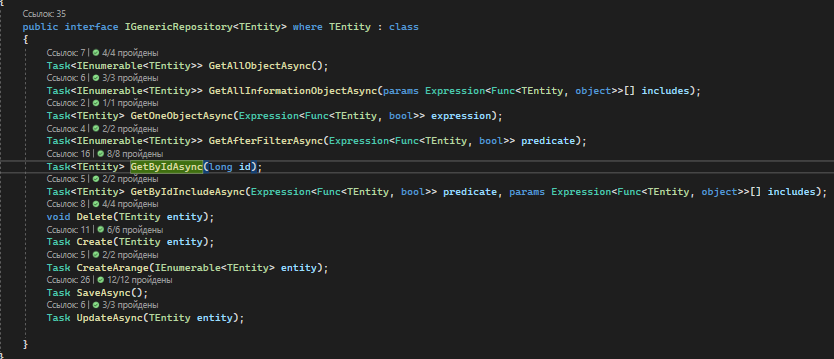 {
Ссылок: 35
public interface IGenericRepository<TEntity> where TEntity : class
{
Ссылок: 7 | 4/4 пройдены
Task<IEnumerable<TEntity>> GetAllObjectAsync();
Ссылок: 6 | 3/3 пройдены
Task<IEnumerable<TEntity>> GetAllInformationObjectAsync(params Expression<Func<TEntity, object>>[] includes);
Ссылок: 2 | 1/1 пройдены
Task<TEntity> GetOneObjectAsync(Expression<Func<TEntity, bool>> expression);
Ссылок: 4 | 2/2 пройдены
Task<IEnumerable<TEntity>> GetAfterFilterAsync(Expression<Func<TEntity, bool>> predicate);
Ссылок: 16 | 8/8 пройдены
Task<TEntity> GetByIdAsync(long id);
Ссылок: 5 | 2/2 пройдены
Task<TEntity> GetByIdIncludeAsync(Expression<Func<TEntity, bool>> predicate, params Expression<Func<TEntity, object>>[] includes);
Ссылок: 8 | 4/4 пройдены
void Delete(TEntity entity);
Ссылок: 11 | 6/6 пройдены
Task Create(TEntity entity);
Ссылок: 5 | 2/2 пройдены
Task CreateArange(IEnumerable<TEntity> entity);
Ссылок: 26 | 12/12 пройдены
Task SaveAsync();
Ссылок: 6 | 3/3 пройдены
Task UpdateAsync(TEntity entity);
}
}